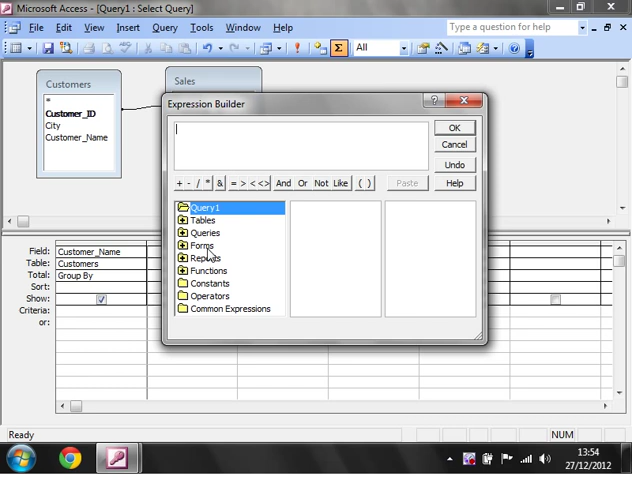 Microsoft Access - [Query1 : Select Query]
File Edit View Insert Query Tools Window Help
Type a question for help
Σ All
Customers
*
Customer_ID
City
Customer_Name
Sales
Expression Builder
?
OK
Cancel
Undo
Help
+ - / * & = > < <> And Or Not Like ( ) Paste
Query1
Tables
Queries
Forms
Reports
Functions
Constants
Operators
Common Expressions
Field: Customer_Name
Table: Customers
Total: Group By
Sort:
Show:
Criteria:
or:
Ready
NUM
13:54
27/12/2012